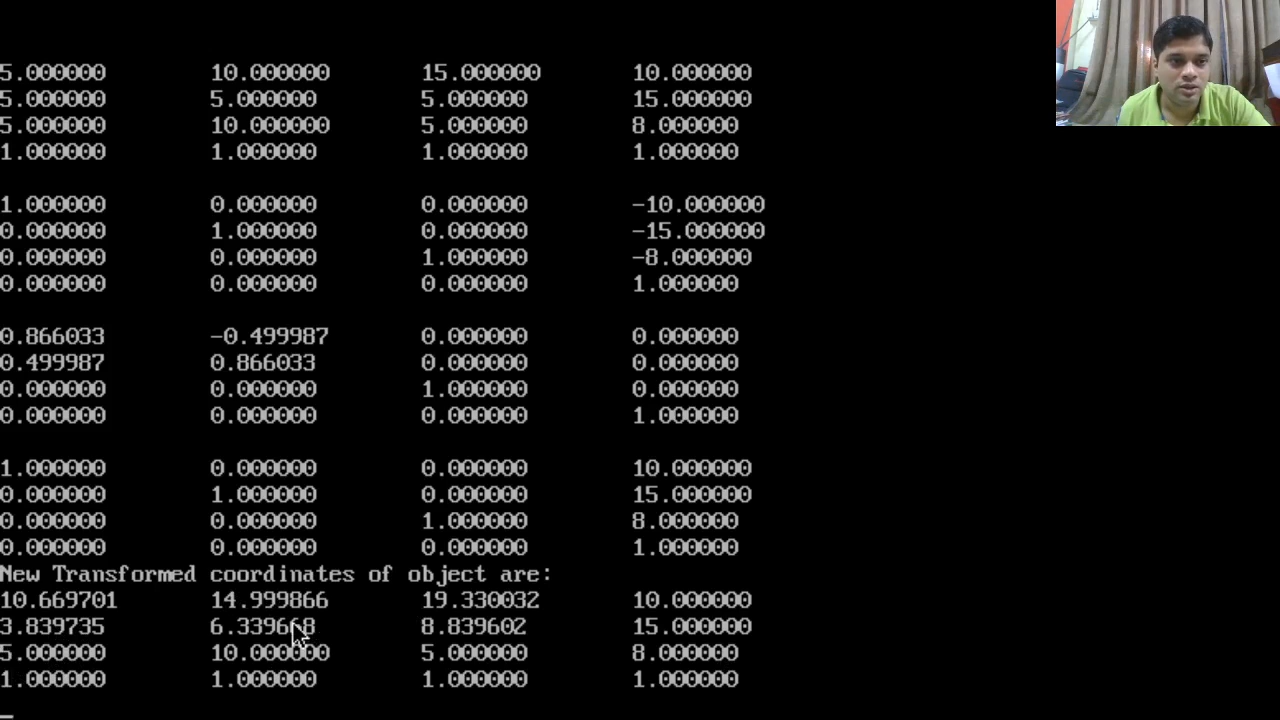 5.000000 10.000000 15.000000 10.000000
5.000000 5.000000 5.000000 15.000000
5.000000 10.000000 5.000000 8.000000
1.000000 1.000000 1.000000 1.000000
1.000000 0.000000 0.000000 -10.000000
0.000000 1.000000 0.000000 -15.000000
0.000000 0.000000 1.000000 -8.000000
0.000000 0.000000 0.000000 1.000000
0.866033 -0.499987 0.000000 0.000000
0.499987 0.866033 0.000000 0.000000
0.000000 0.000000 1.000000 0.000000
0.000000 0.000000 0.000000 1.000000
1.000000 0.000000 0.000000 10.000000
0.000000 1.000000 0.000000 15.000000
0.000000 0.000000 1.000000 8.000000
0.000000 0.000000 0.000000 1.000000
New Transformed coordinates of object are:
10.669701 14.999866 19.330032 10.000000
3.839735 6.339668 8.839602 15.000000
5.000000 10.000000 5.000000 8.000000
1.000000 1.000000 1.000000 1.000000